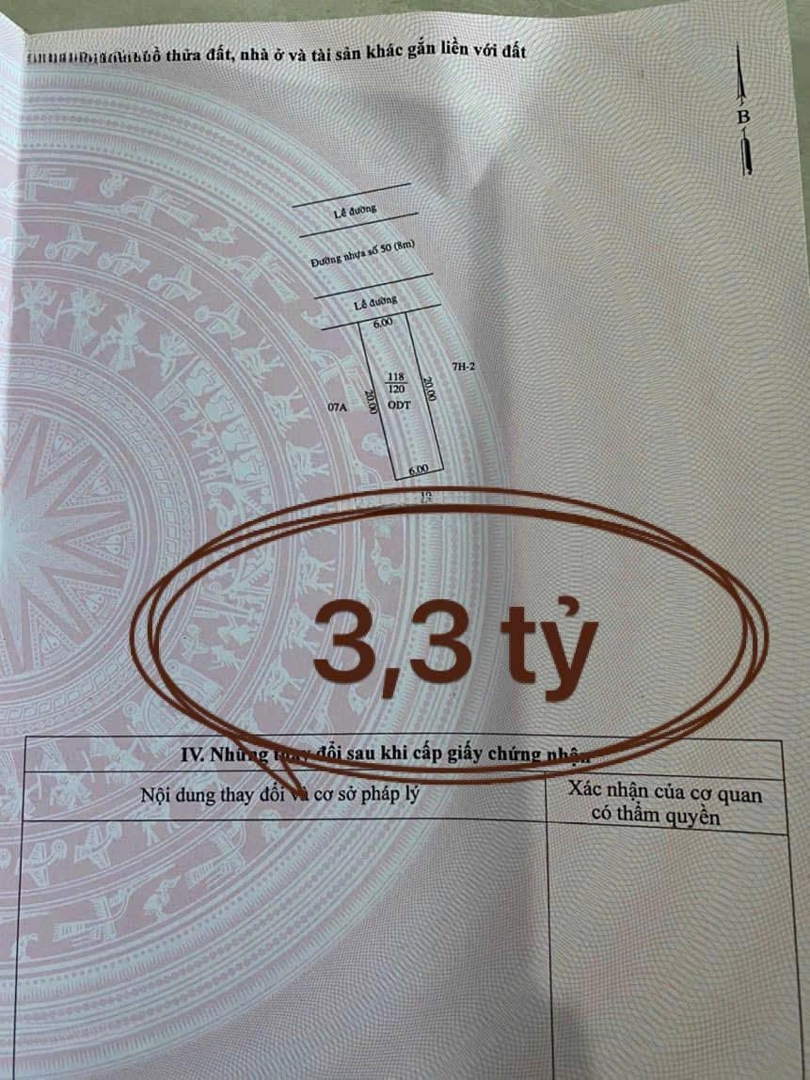 thửa đất, nhà ở và tài sản khác gắn liền với đất
B
Lề đường
Đường nhựa số 50 (8m)
Lề đường
6.00
7H-2
118
120
20.00
20.00
07A
ODT
6.00
3,3 tỷ
IV. Những thay đổi sau khi cấp giấy chứng nhận
Nội dung thay đổi và cơ sở pháp lý
Xác nhận của cơ quan
có thẩm quyền